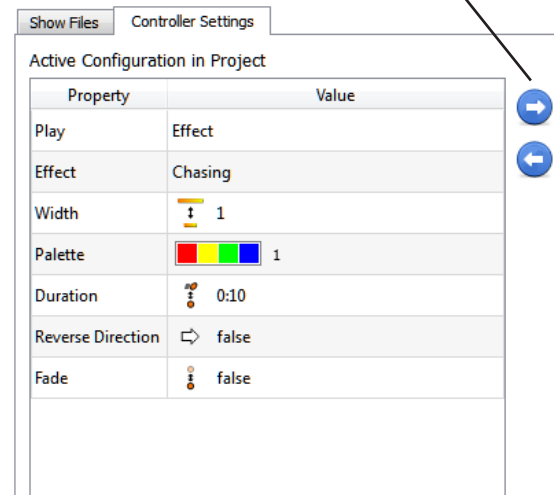 Show Files Controller Settings
Active Configuration in Project
Property Value
Play Effect
Effect Chasing
Width 1
Palette 1
Duration 0:10
Reverse Direction false
Fade false